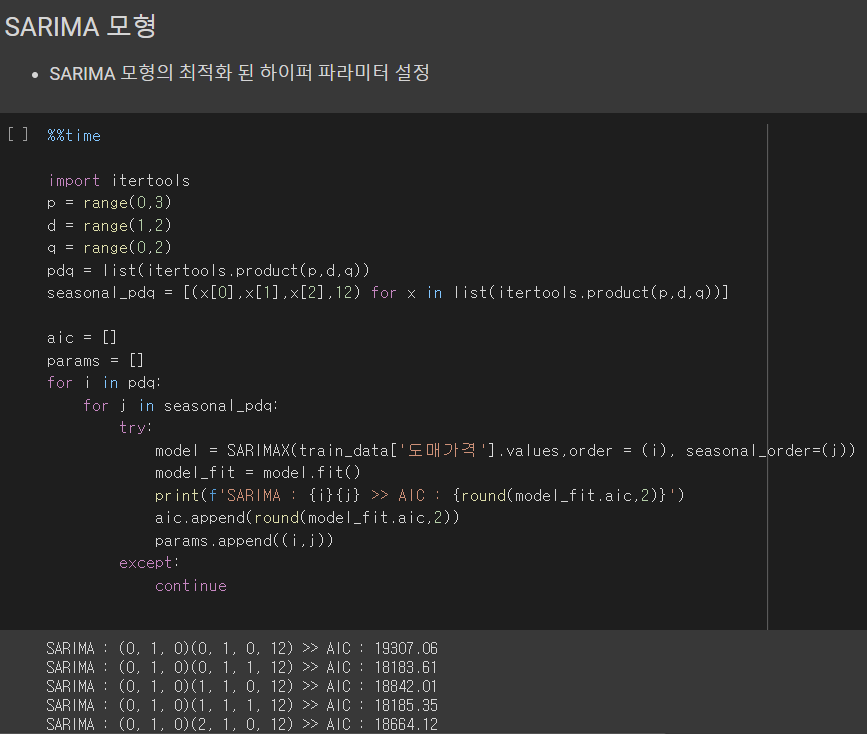 SARIMA 모형
• SARIMA 모형의 최적화 된 하이퍼 파라미터 설정
[ ] %%time
import itertools
p = range(0,3)
d = range(1,2)
q = range(0,2)
pdq = list(itertools.product(p,d,q))
seasonal_pdq = [(x[0],x[1],x[2],12) for x in list(itertools.product(p,d,q))]
aic = []
params = []
for i in pdq:
    for j in seasonal_pdq:
        try:
            model = SARIMAX(train_data['도매가격'].values,order = (i), seasonal_order=(j))
            model_fit = model.fit()
            print(f'SARIMA : {i}{j} >> AIC : {round(model_fit.aic,2)}')
            aic.append(round(model_fit.aic,2))
            params.append((i,j))
        except:
            continue
SARIMA : (0, 1, 0)(0, 1, 0, 12) >> AIC : 19307.06
SARIMA : (0, 1, 0)(0, 1, 1, 12) >> AIC : 18183.61
SARIMA : (0, 1, 0)(1, 1, 0, 12) >> AIC : 18842.01
SARIMA : (0, 1, 0)(1, 1, 1, 12) >> AIC : 18185.35
SARIMA : (0, 1, 0)(2, 1, 0, 12) >> AIC : 18664.12